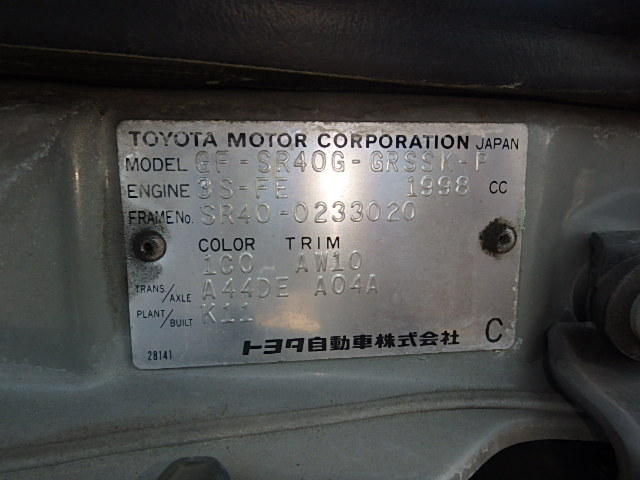 TOYOTA MOTOR CORPORATION JAPAN
MODEL GF-SR40G-GRSSK-P
ENGINE 3S-FE 1998 CC
FRAME No. SR40-0233020
COLOR TRIM
1CC AW10
TRANS/AXLE A44DE A04A
PLANT/BUILT K11
28141 トヨタ自動車株式会社 C